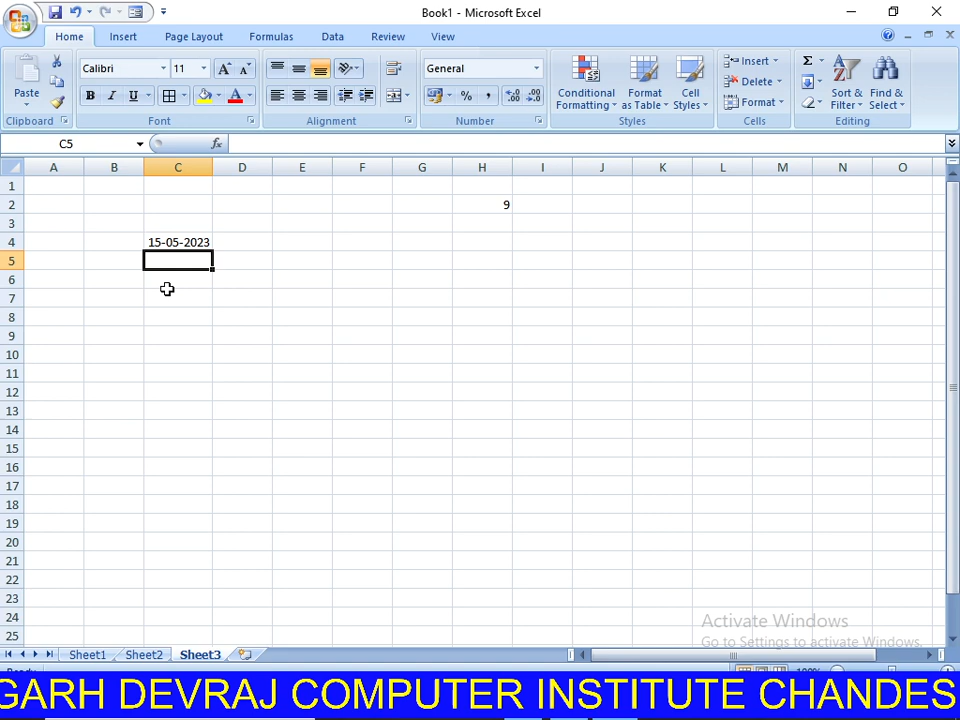 Book1 - Microsoft Excel
Home Insert Page Layout Formulas Data Review View
Calibri 11 General
Paste
B I U
Conditional Formatting Format as Table Cell Styles
Insert Delete Format
Sort & Filter Find & Select
Clipboard Font Alignment Number Styles Cells Editing
C5 fx
A B C D E F G H I J K L M N O
1
2 9
3
4 15-05-2023
5
6
7
8
9
10
11
12
13
14
15
16
17
18
19
20
21
22
23
24
25
Activate Windows
Go to Settings to activate Windows.
Sheet1 Sheet2 Sheet3
GARH DEVRAJ COMPUTER INSTITUTE CHANDES